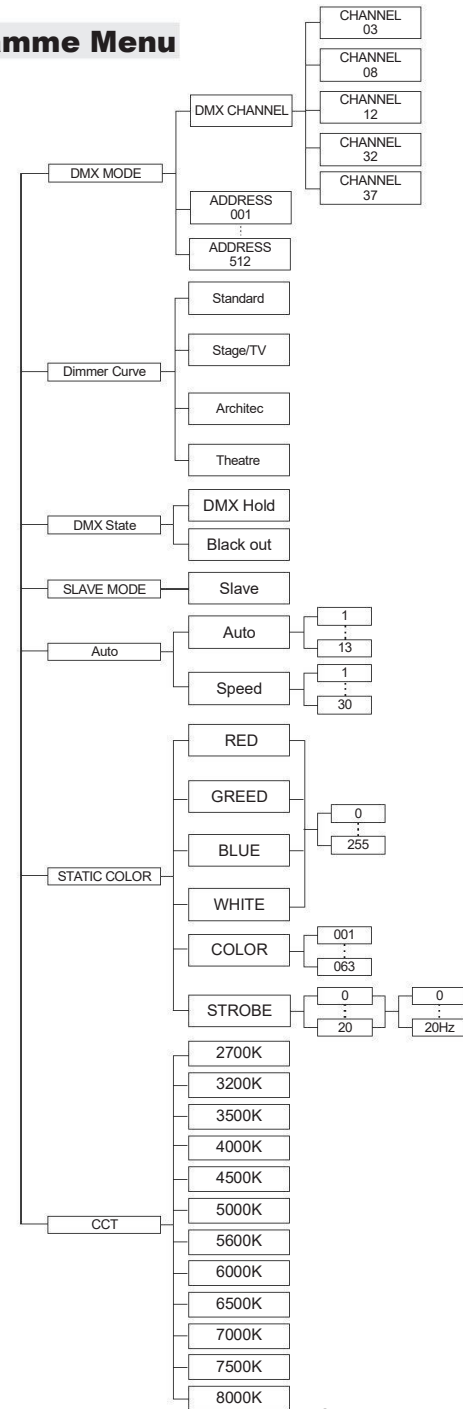 amme Menu
CHANNEL
03
CHANNEL
08
DMX CHANNEL
CHANNEL
12
CHANNEL
32
CHANNEL
37
DMX MODE
ADDRESS
001
ADDRESS
512
Standard
Stage/TV
Dimmer Curve
Architec
Theatre
DMX Hold
DMX State
Black out
SLAVE MODE
Slave
Auto
Auto
1
13
Speed
1
30
RED
GREED
0
255
BLUE
STATIC COLOR
WHITE
COLOR
001
063
STROBE
0
20
0
20Hz
2700K
3200K
3500K
4000K
4500K
5000K
CCT
5600K
6000K
6500K
7000K
7500K
8000K